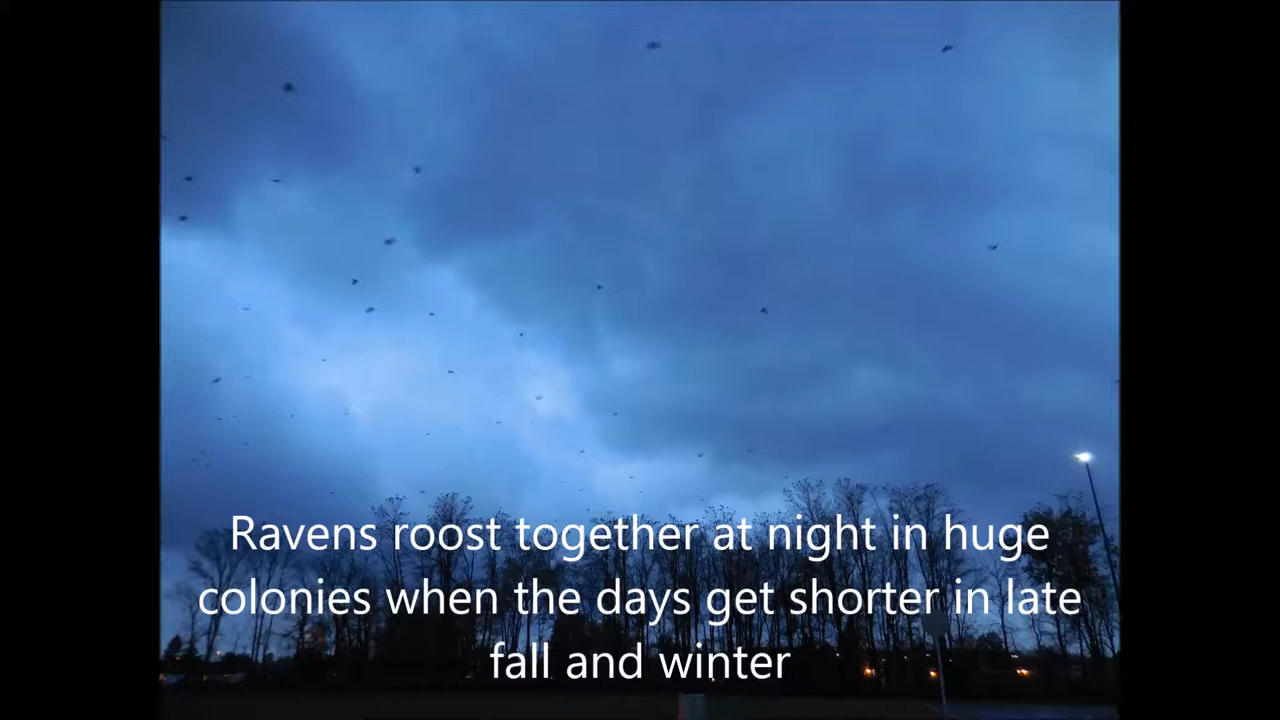 Ravens roost together at night in huge
colonies when the days get shorter in late
fall and winter